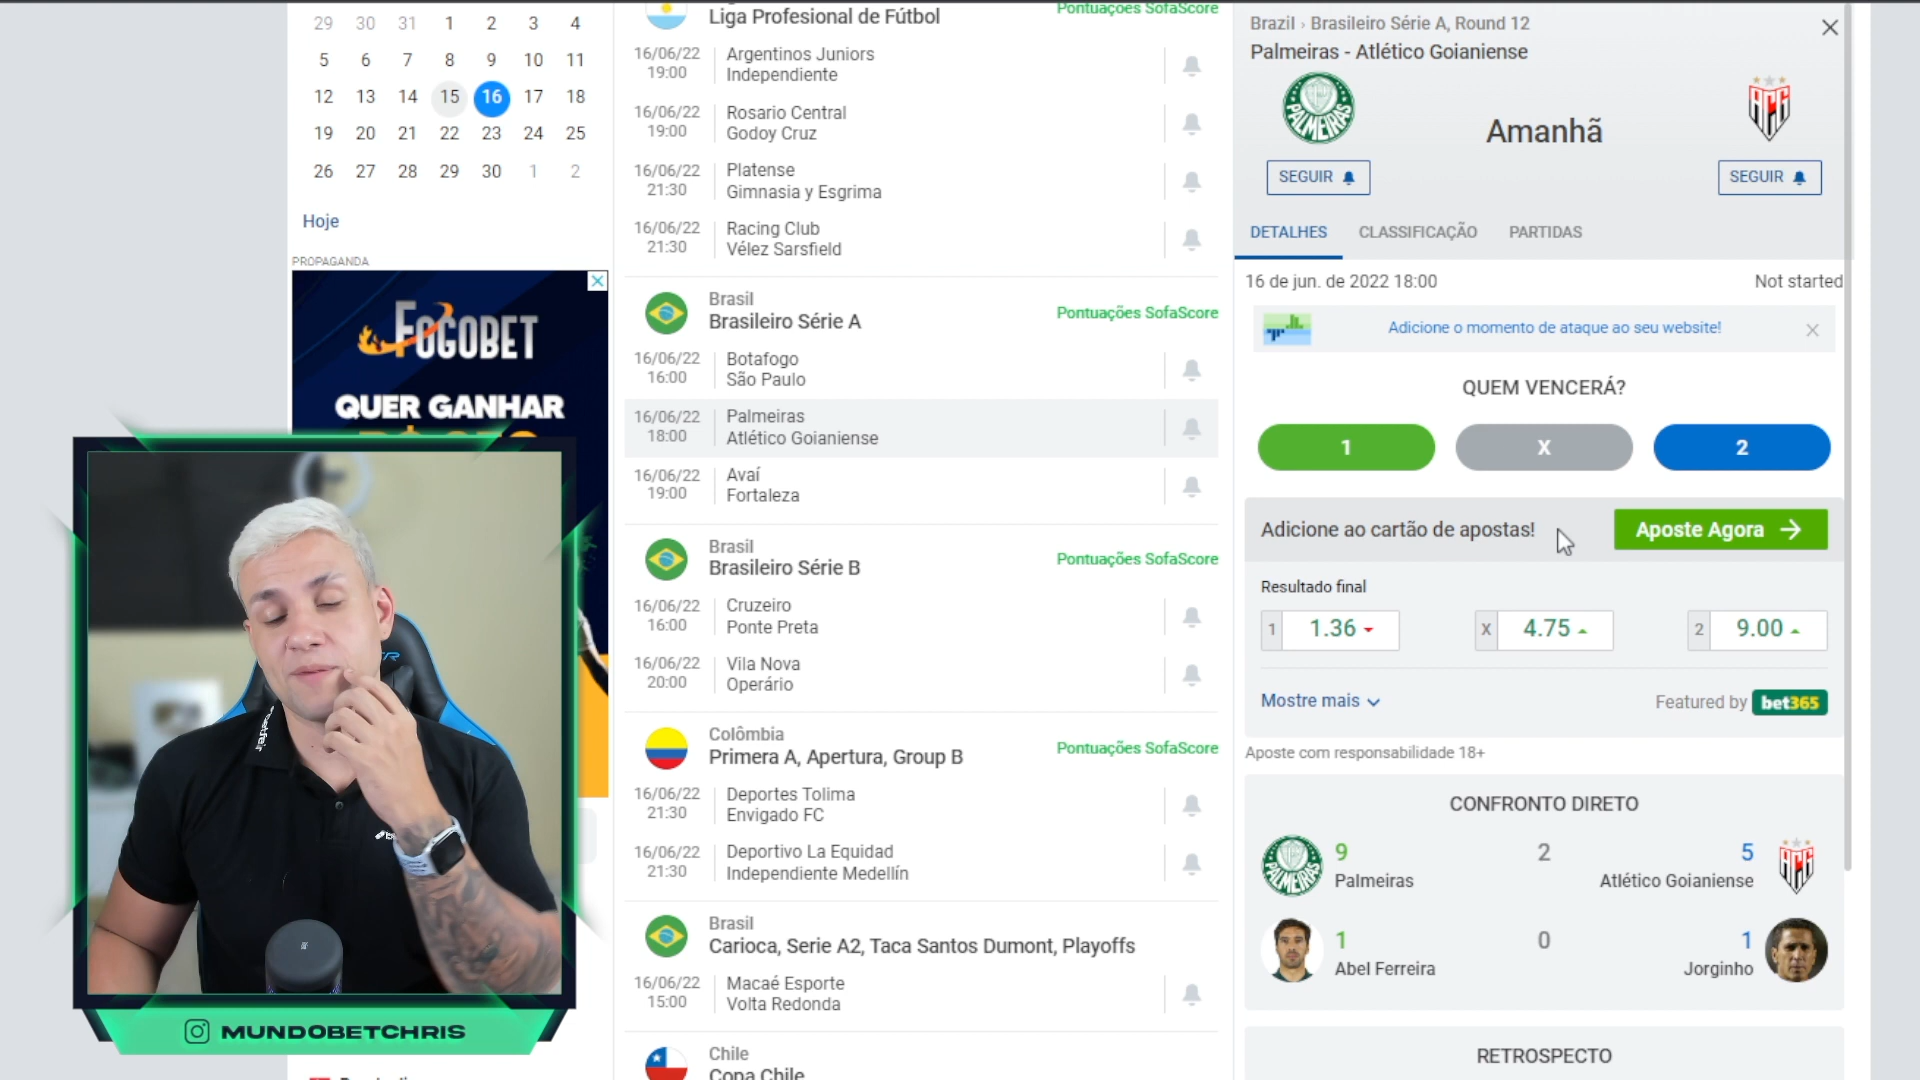 29 30 31 1 2 3 4
5 6 7 8 9 10 11
12 13 14 15 16 17 18
19 20 21 22 23 24 25
26 27 28 29 30 1 2
Hoje
PROPAGANDA
FOGOBET
QUER GANHAR
MUNDOBETCHRIS
Liga Profesional de Fútbol
Pontuações SofaScore
16/06/22 Argentinos Juniors
19:00 Independiente
16/06/22 Rosario Central
19:00 Godoy Cruz
16/06/22 Platense
21:30 Gimnasia y Esgrima
16/06/22 Racing Club
21:30 Vélez Sarsfield
Brasil
Brasileiro Série A
Pontuações SofaScore
16/06/22 Botafogo
16:00 São Paulo
16/06/22 Palmeiras
18:00 Atlético Goianiense
16/06/22 Avaí
19:00 Fortaleza
Brasil
Brasileiro Série B
Pontuações SofaScore
16/06/22 Cruzeiro
16:00 Ponte Preta
16/06/22 Vila Nova
20:00 Operário
Colômbia
Primera A, Apertura, Group B
Pontuações SofaScore
16/06/22 Deportes Tolima
21:30 Envigado FC
16/06/22 Deportivo La Equidad
21:30 Independiente Medellín
Brasil
Carioca, Serie A2, Taca Santos Dumont, Playoffs
16/06/22 Macaé Esporte
15:00 Volta Redonda
Chile
Copa Chile
Brazil › Brasileiro Série A, Round 12
Palmeiras - Atlético Goianiense
PALMEIRAS
ACG
Amanhã
SEGUIR
SEGUIR
DETALHES CLASSIFICAÇÃO PARTIDAS
16 de jun. de 2022 18:00 Not started
Adicione o momento de ataque ao seu website!
QUEM VENCERÁ?
1 X 2
Adicione ao cartão de apostas! Aposte Agora
Resultado final
1 1.36 X 4.75 2 9.00
Mostre mais Featured by bet365
Aposte com responsabilidade 18+
CONFRONTO DIRETO
PALMEIRAS
9 2 5
Palmeiras Atlético Goianiense
1 0 1
Abel Ferreira Jorginho
RETROSPECTO